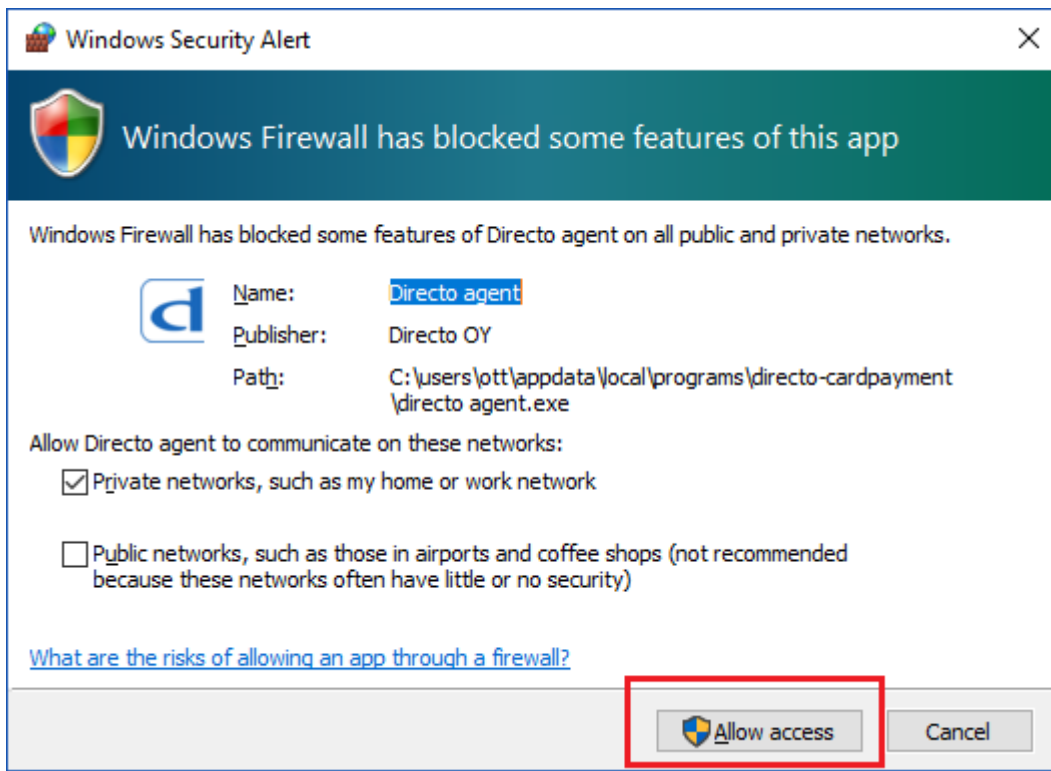 Windows Security Alert
Windows Firewall has blocked some features of this app
Windows Firewall has blocked some features of Directo agent on all public and private networks.
d
Name: Directo agent
Publisher: Directo OY
Path: C:\users\ott\appdata\local\programs\directo-cardpayment
\directo agent.exe
Allow Directo agent to communicate on these networks:
Private networks, such as my home or work network
Public networks, such as those in airports and coffee shops (not recommended
because these networks often have little or no security)
What are the risks of allowing an app through a firewall?
Allow access Cancel